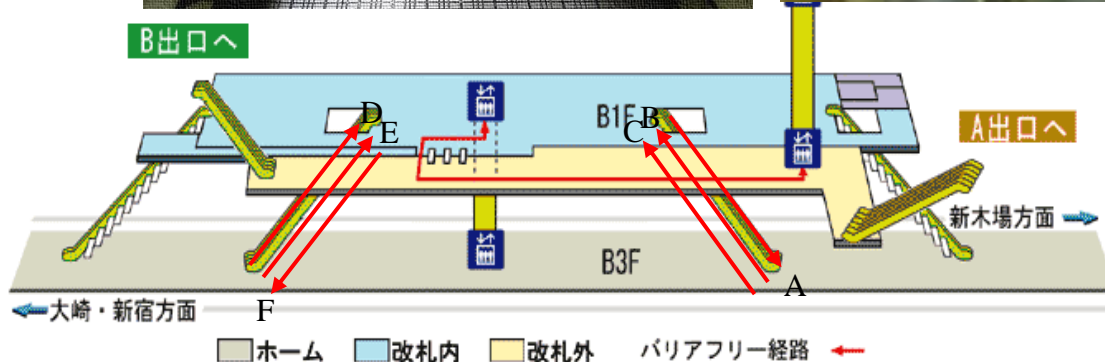 B出口へ
D
E
B1F
B
C
A出口へ
新木場方面
B3F
A
F
大崎・新宿方面
ホーム
改札内
改札外
バリアフリー経路